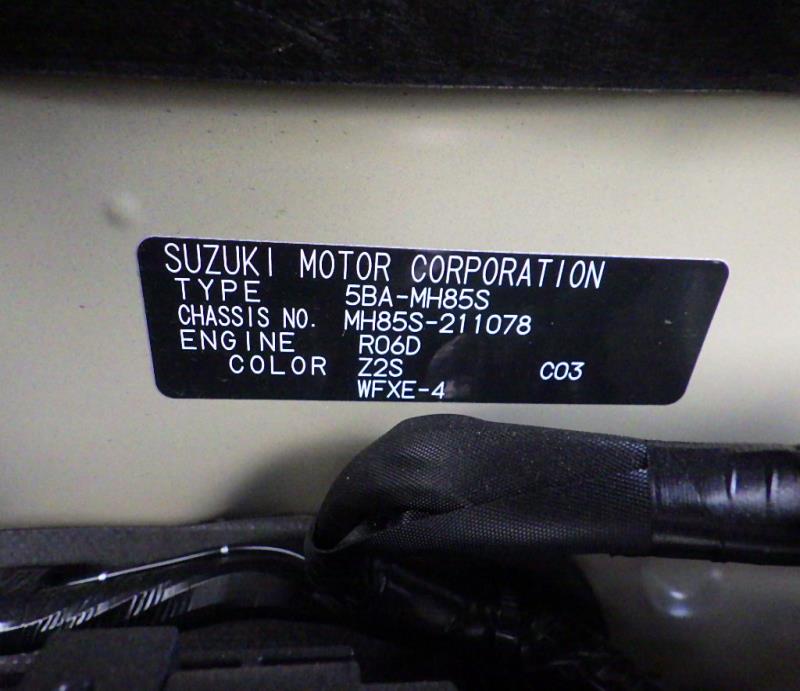 SUZUKI MOTOR CORPORATION
TYPE 5BA-MH85S
CHASSIS NO. MH85S-211078
ENGINE R06D
COLOR Z2S C03
WFXE-4